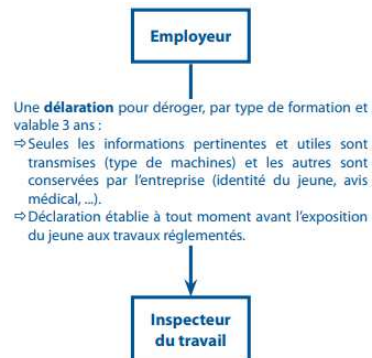 Employeur
Une délaration pour déroger, par type de formation et
valable 3 ans :
⇨Seules les informations pertinentes et utiles sont
transmises (type de machines) et les autres sont
conservées par l'entreprise (identité du jeune, avis
médical, ...).
⇨Déclaration établie à tout moment avant l'exposition
du jeune aux travaux réglementés.
Inspecteur
du travail